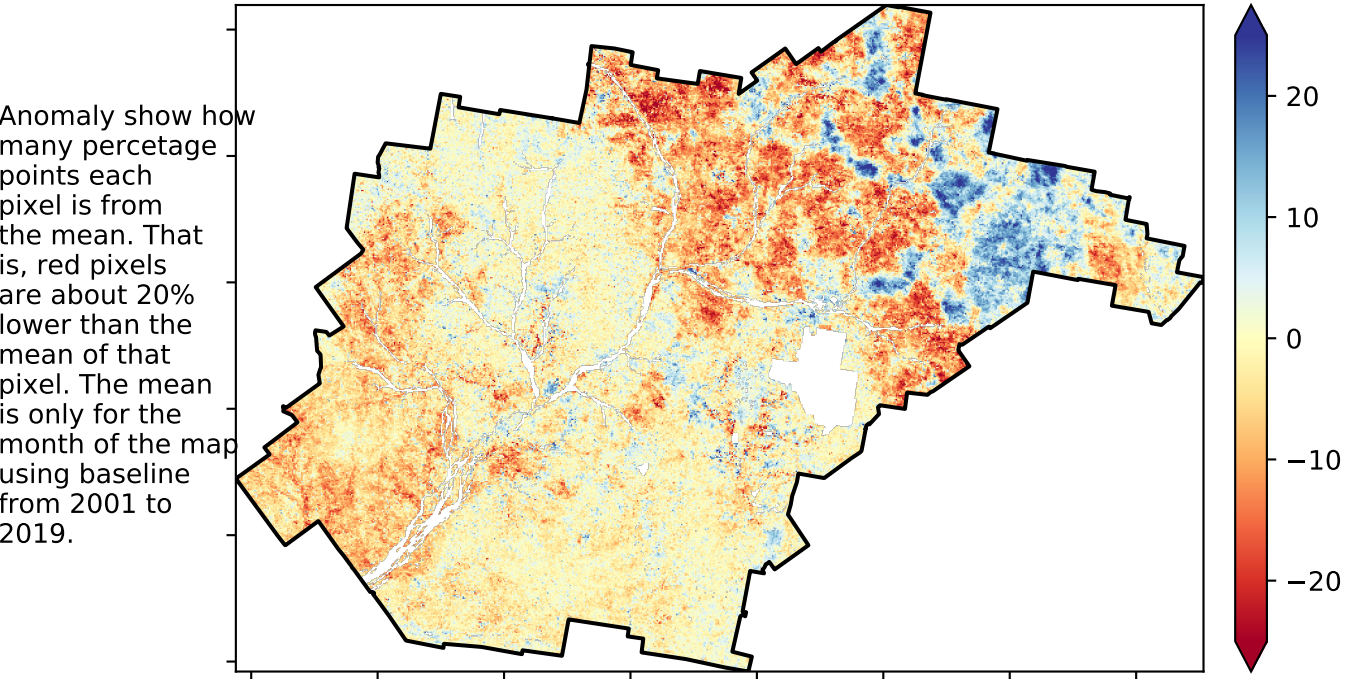 Anomaly show how
many percetage
points each
pixel is from
the mean. That
is, red pixels
are about 20%
lower than the
mean of that
pixel. The mean
is only for the
month of the map
using baseline
from 2001 to
2019.
20
10
0
−10
−20